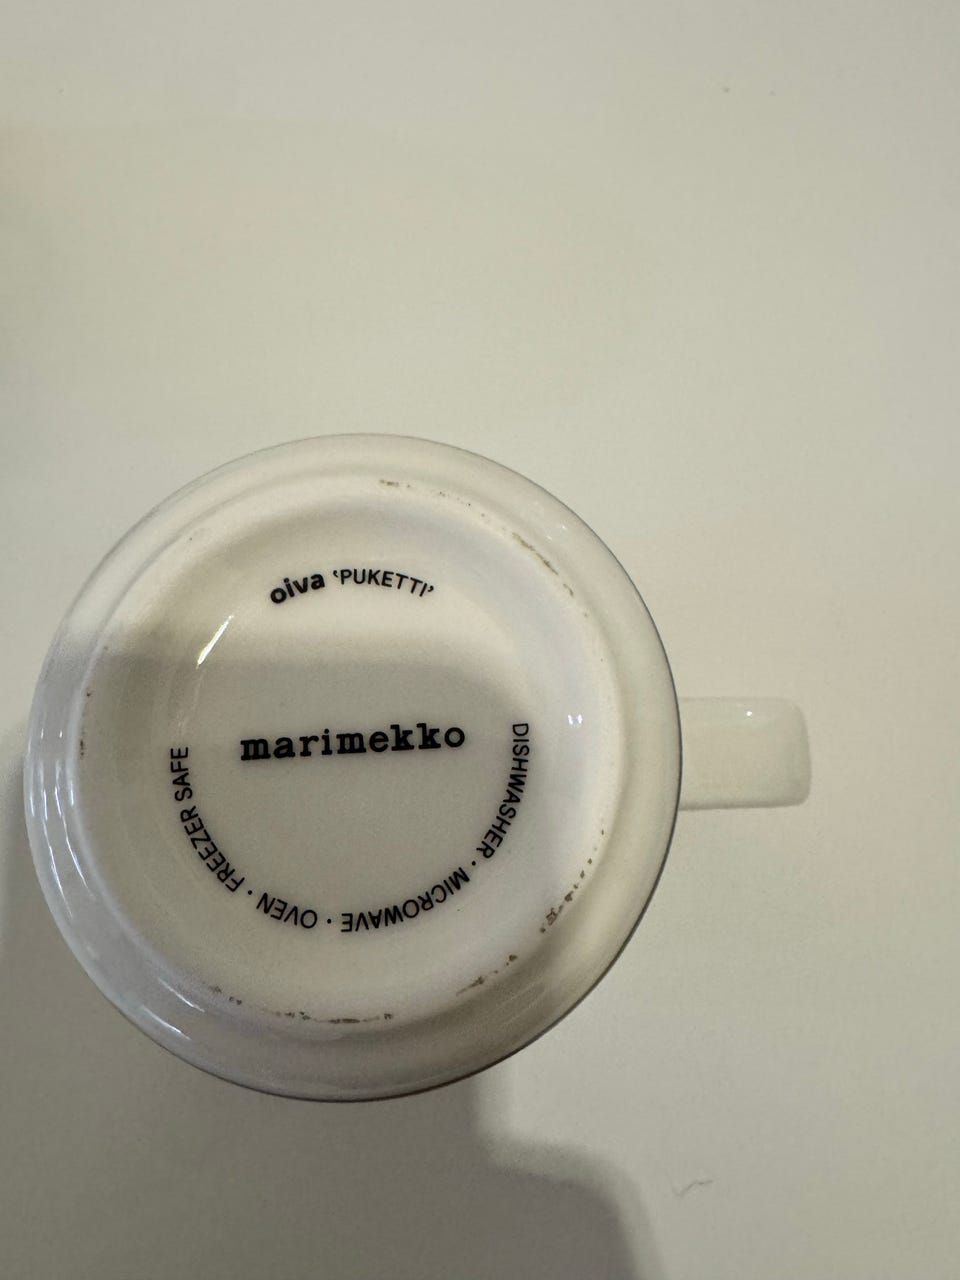 oiva ‘PUKETTI’
marimekko
DISHWASHER · MICROWAVE · OVEN · FREEZER SAFE